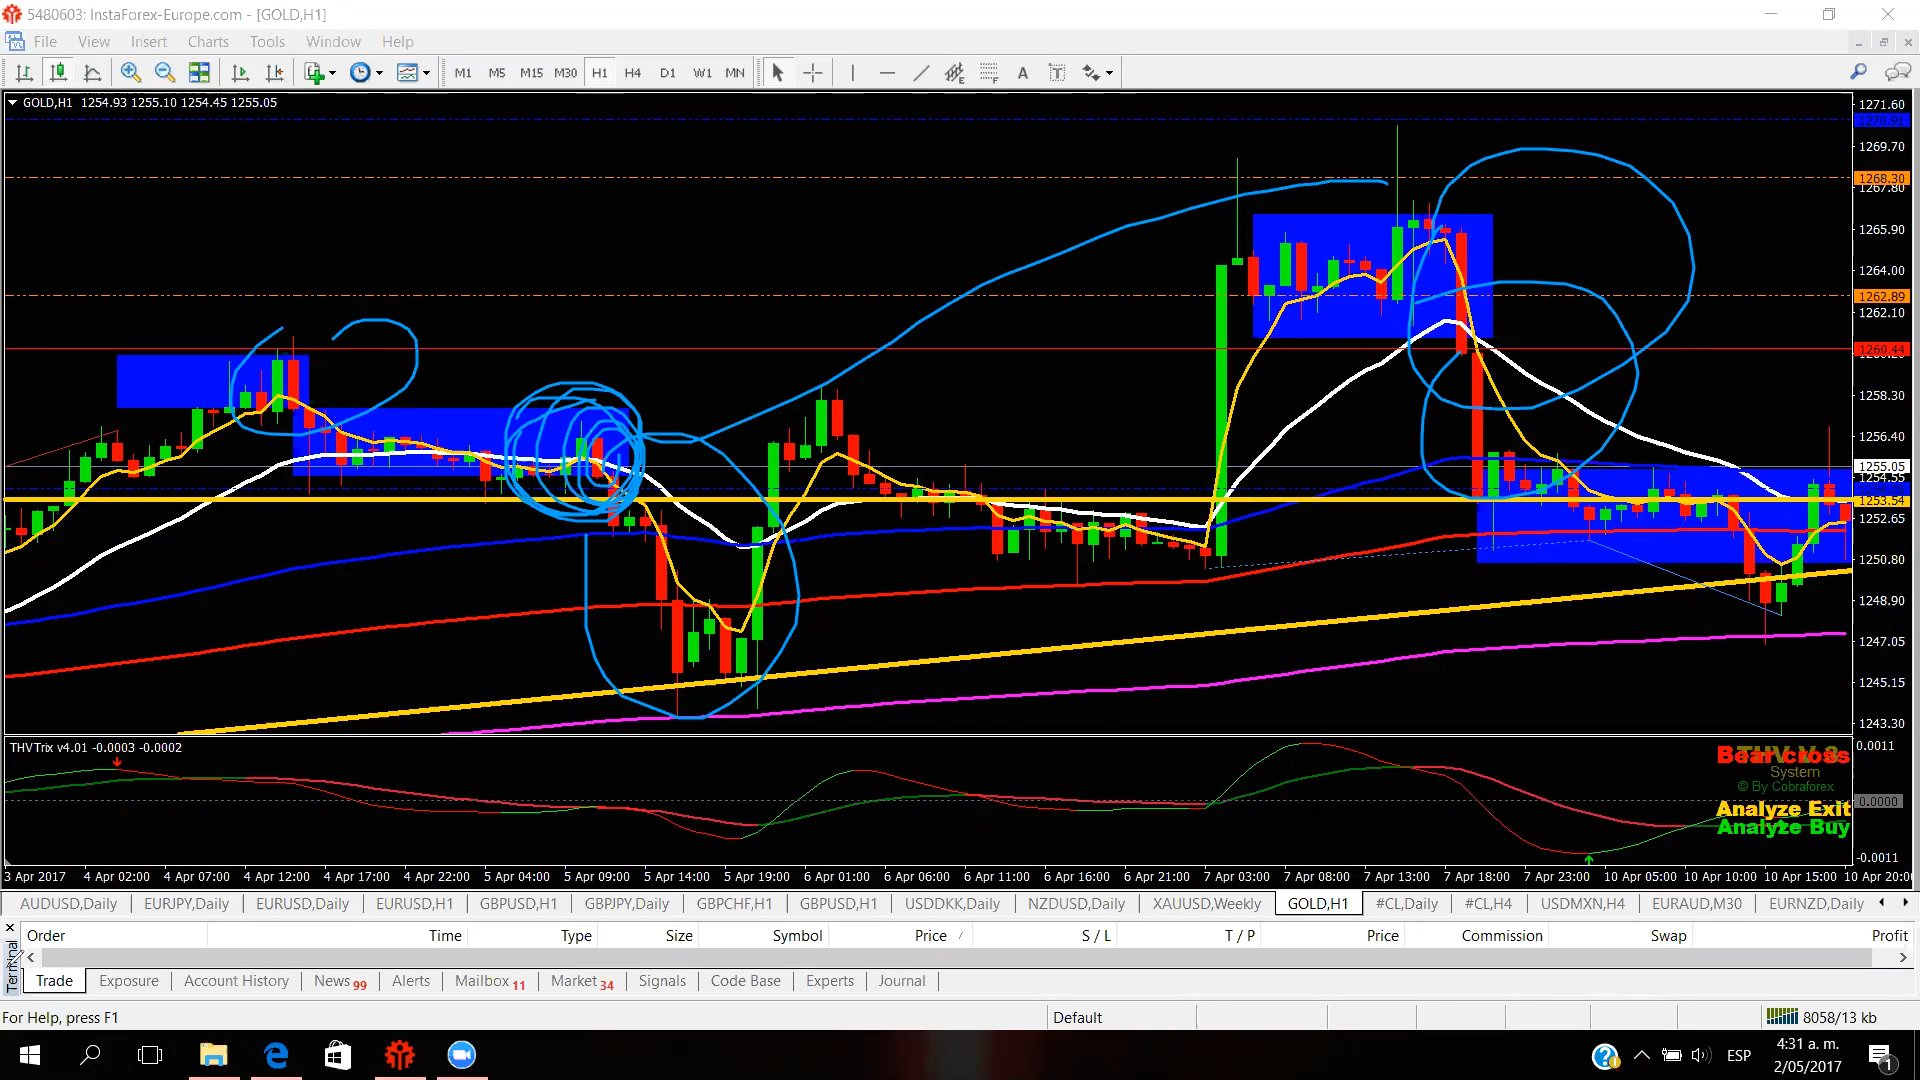 5480603: InstaForex-Europe.com - [GOLD,H1]
File View Insert Charts Tools Window Help
M1 M5 M15 M30 H1 H4 D1 W1 MN
GOLD,H1 1254.93 1255.10 1254.45 1255.05
1271.60
1270.91
1269.70
1268.30
1267.80
1265.90
1264.00
1262.89
1262.10
1260.44
1258.30
1256.40
1255.05
1254.55
1253.54
1252.65
1250.80
1248.90
1247.05
1245.15
1243.30
THVTrix v4.01 -0.0003 -0.0002
0.0011
Bear cross
System
© By Cobraforex
0.0000
Analyze Exit
Analyze Buy
-0.0011
3 Apr 2017 4 Apr 02:00 4 Apr 07:00 4 Apr 12:00 4 Apr 17:00 4 Apr 22:00 5 Apr 04:00 5 Apr 09:00 5 Apr 14:00 5 Apr 19:00 6 Apr 01:00 6 Apr 06:00 6 Apr 11:00 6 Apr 16:00 6 Apr 21:00 7 Apr 03:00 7 Apr 08:00 7 Apr 13:00 7 Apr 18:00 7 Apr 23:00 10 Apr 05:00 10 Apr 10:00 10 Apr 15:00 10 Apr 20:00
AUDUSD,Daily EURJPY,Daily EURUSD,Daily EURUSD,H1 GBPUSD,H1 GBPJPY,Daily GBPCHF,H1 GBPUSD,H1 USDDKK,Daily NZDUSD,Daily XAUUSD,Weekly GOLD,H1 #CL,Daily #CL,H4 USDMXN,H4 EURAUD,M30 EURNZD,Daily
Order Time Type Size Symbol Price / S / L T / P Price Commission Swap Profit
Terminal
Trade Exposure Account History News 99 Alerts Mailbox 11 Market 34 Signals Code Base Experts Journal
For Help, press F1 Default 8058/13 kb
ESP
4:31 a. m.
2/05/2017
1